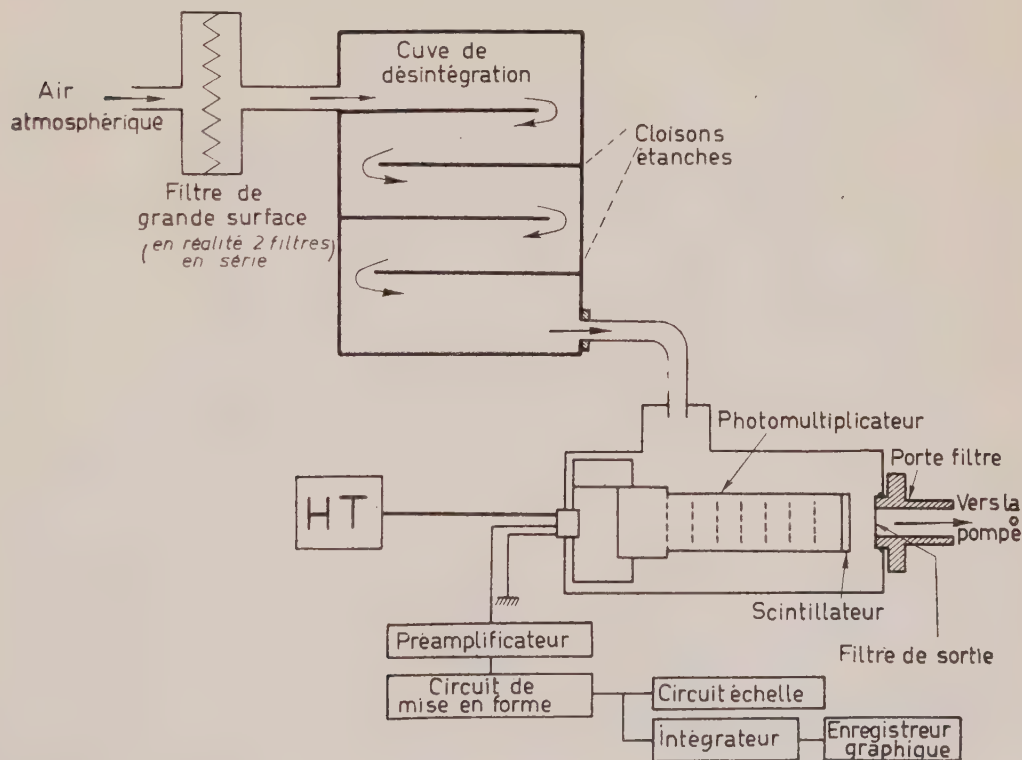 Cuve de
désintégration
Air
atmosphérique
Cloisons
étanches
Filtre de
grande surface
(en réalité 2 filtres)
en série
Photomultiplicateur
Porte filtre
HT
Vers la
pompe
Scintillateur
Préamplificateur
Filtre de sortie
Circuit de
mise en forme
Circuit échelle
Intégrateur
Enregistreur
graphique